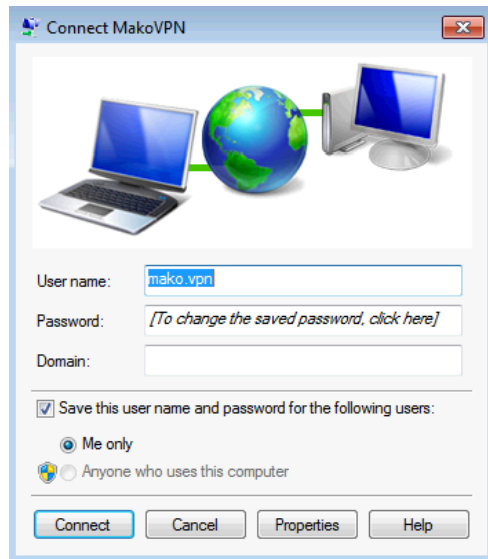 Connect MakoVPN
User name: mako.vpn
Password: [To change the saved password, click here]
Domain:
Save this user name and password for the following users:
Me only
Anyone who uses this computer
Connect Cancel Properties Help